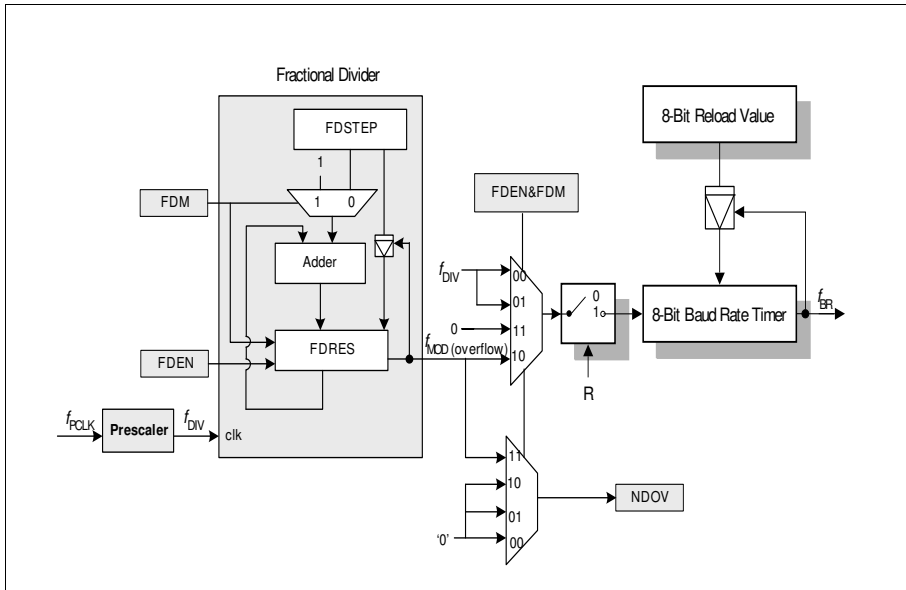 Fractional Divider
FDSTEP
8-Bit Reload Value
1
FDM
1 0
FDEN&FDM
Adder
fDIV
00
01
0
11
10
0
1
R
8-Bit Baud Rate Timer
fBR
FDEN
FDRES
fMOD (overflow)
fPCLK
Prescaler
fDIV
clk
11
10
01
00
'0'
NDOV